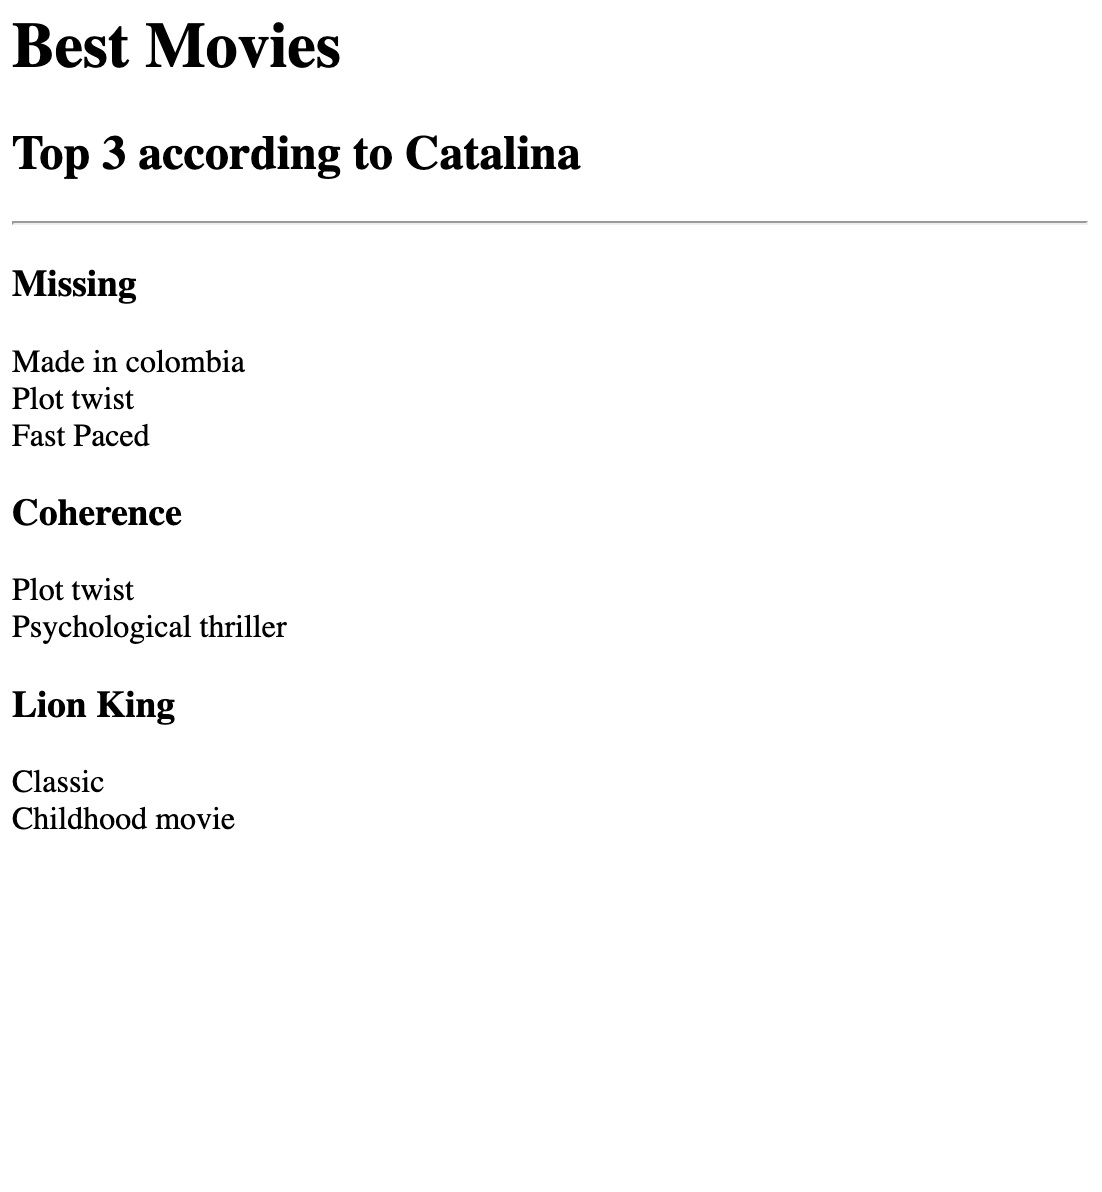 Best Movies
Top 3 according to Catalina
Missing
Made in colombia
Plot twist
Fast Paced
Coherence
Plot twist
Psychological thriller
Lion King
Classic
Childhood movie